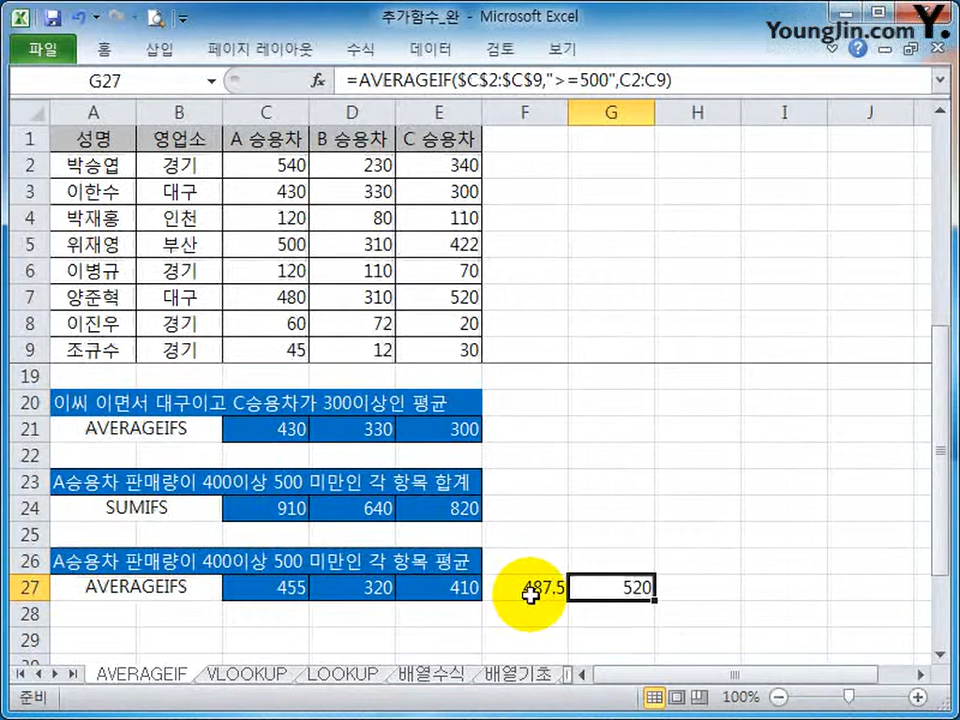 추가함수_완 - Microsoft Excel
YoungJin.com Y.
파일 홈 삽입 페이지 레이아웃 수식 데이터 검토 보기
G27 fx =AVERAGEIF($C$2:$C$9,">=500",C2:C9)
A B C D E F G H I J
1 성명 영업소 A 승용차 B 승용차 C 승용차
2 박승엽 경기 540 230 340
3 이한수 대구 430 330 300
4 박재홍 인천 120 80 110
5 위재영 부산 500 310 422
6 이병규 경기 120 110 70
7 양준혁 대구 480 310 520
8 이진우 경기 60 72 20
9 조규수 경기 45 12 30
19
20 이씨 이면서 대구이고 C승용차가 300이상인 평균
21 AVERAGEIFS 430 330 300
22
23 A승용차 판매량이 400이상 500 미만인 각 항목 합계
24 SUMIFS 910 640 820
25
26 A승용차 판매량이 400이상 500 미만인 각 항목 평균
27 AVERAGEIFS 455 320 410 487.5 520
28
29
AVERAGEIF VLOOKUP LOOKUP 배열수식 배열기초
준비 100%